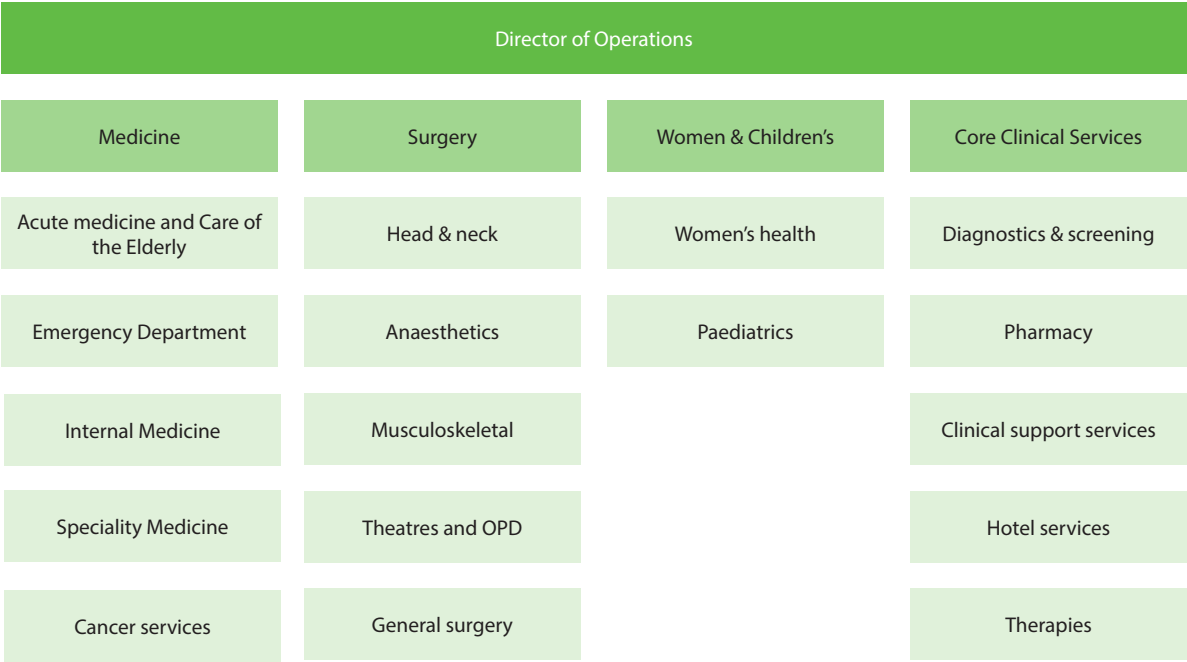 Director of Operations
Medicine
Surgery
Women & Children’s
Core Clinical Services
Acute medicine and Care of
the Elderly
Head & neck
Women’s health
Diagnostics & screening
Emergency Department
Anaesthetics
Paediatrics
Pharmacy
Internal Medicine
Musculoskeletal
Clinical support services
Speciality Medicine
Theatres and OPD
Hotel services
Cancer services
General surgery
Therapies